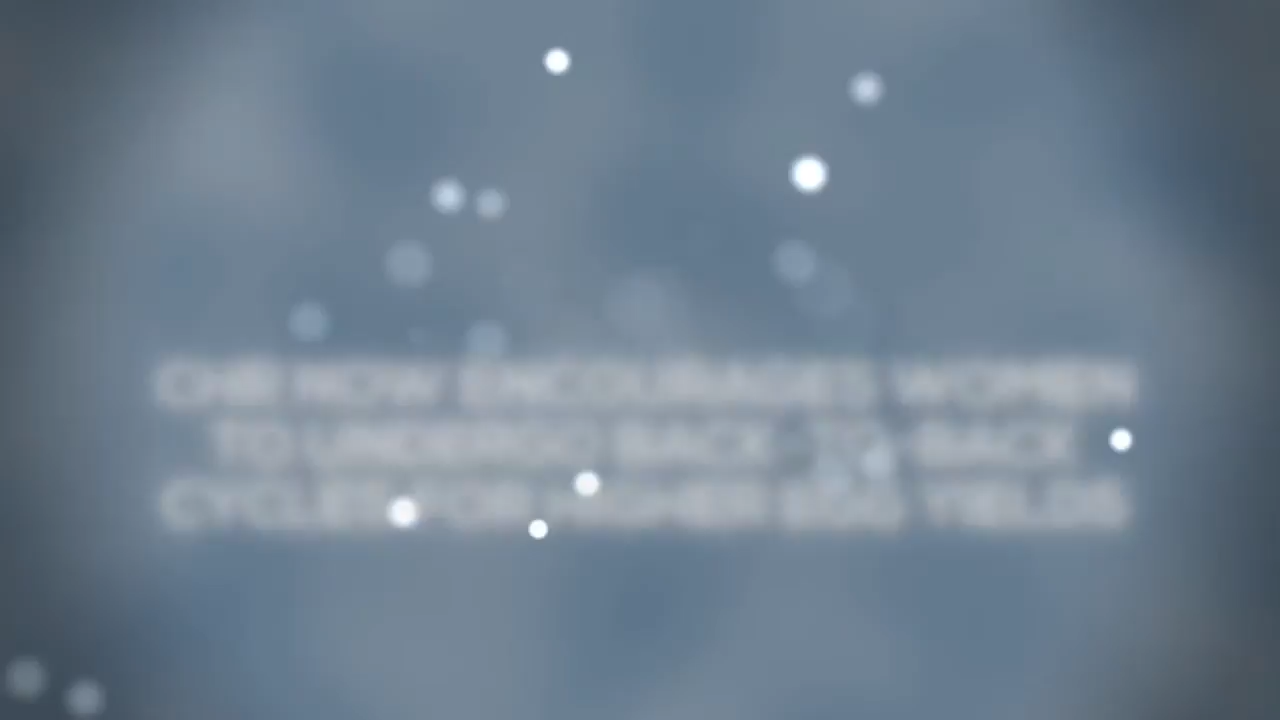 NOW ENCOURAGES WOMEN
TO UNDERGO BACK-TO-BACK
CYCLES FOR HIGHER EGG YIELDS